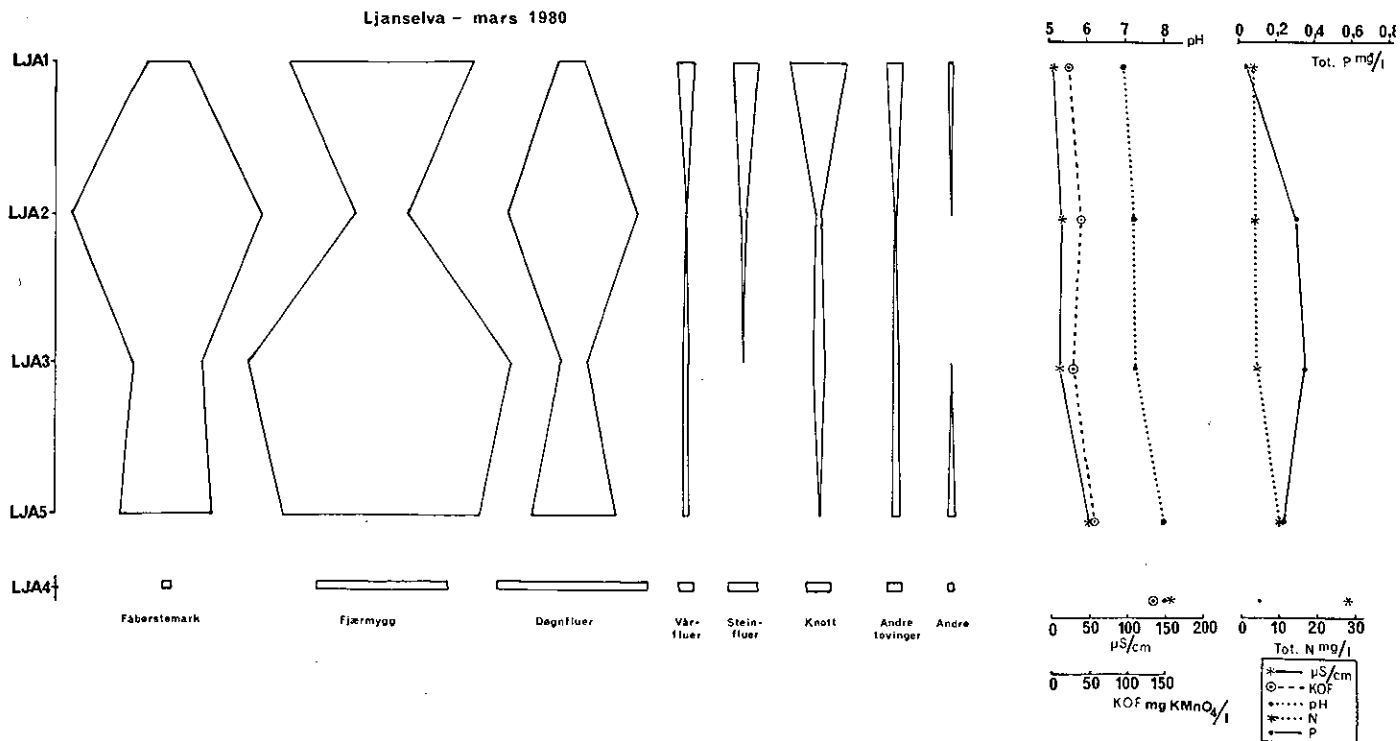 Ljanselva – mars 1980
5 6 7 8 pH
0 0,2 0,4 0,6 0,8
Tot. P mg/l
LJA1
LJA2
LJA3
LJA5
LJA4
Fåbørstemark
Fjærmygg
Døgnfluer
Vår-
fluer
Stein-
fluer
Knott
Andre
tovinger
Andre
0 50 100 150 200
µS/cm
0 10 20 30
Tot. N mg/l
0 50 100 150
KOF mg KMnO4/l
µS/cm
KOF
pH
N
P